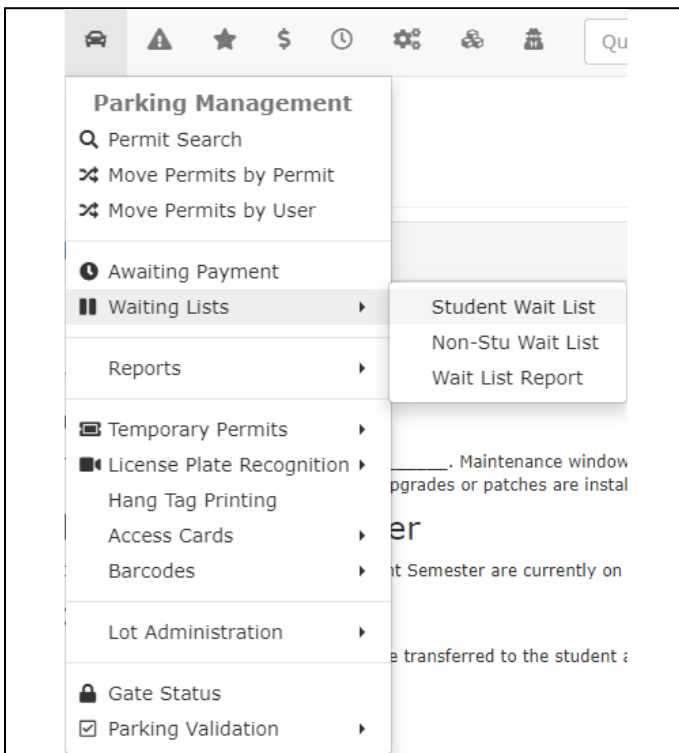 $
Qu
Parking Management
Permit Search
Move Permits by Permit
Move Permits by User
Awaiting Payment
Waiting Lists
Student Wait List
Non-Stu Wait List
Wait List Report
Reports
Temporary Permits
License Plate Recognition
______. Maintenance window
pgrades or patches are instal
Hang Tag Printing
er
Access Cards
Barcodes
nt Semester are currently on
Lot Administration
e transferred to the student a
Gate Status
Parking Validation